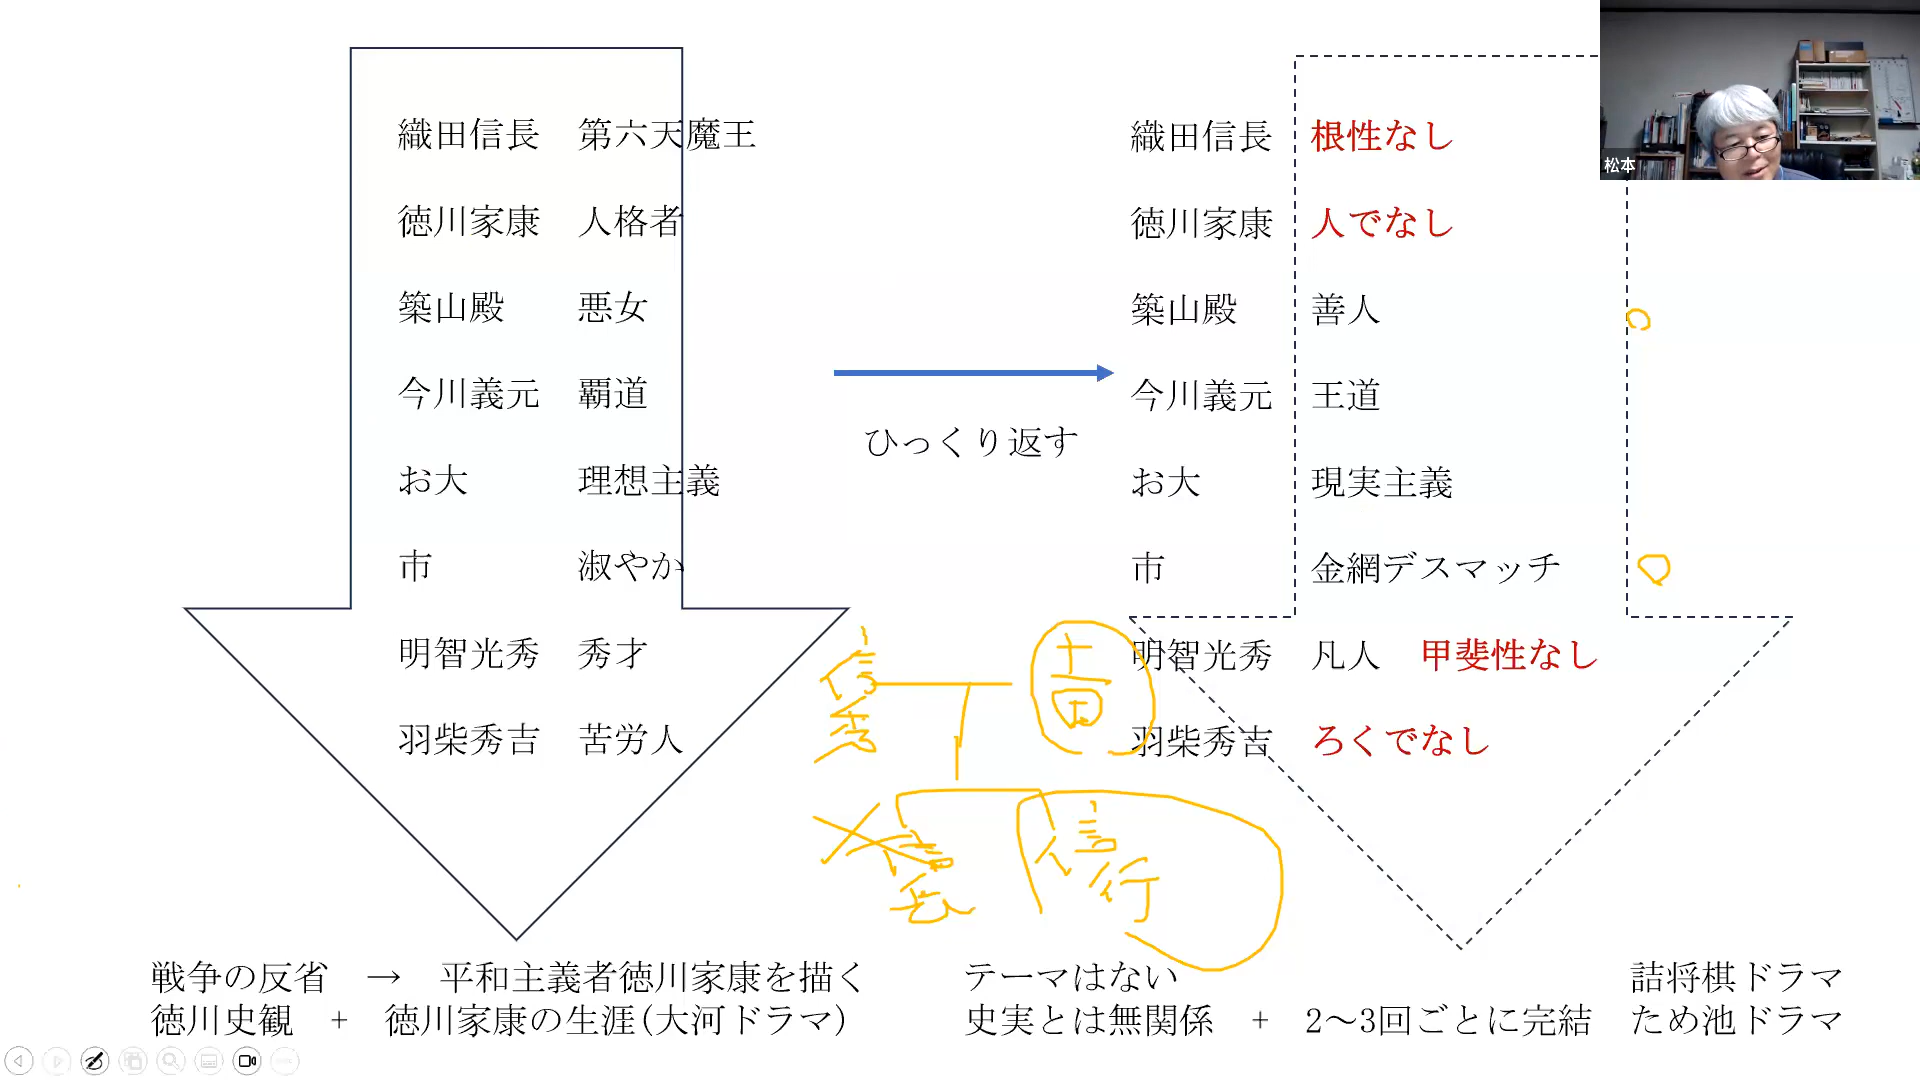 織田信長 第六天魔王
徳川家康 人格者
築山殿 悪女
今川義元 覇道
お大 理想主義
市 淑やか
明智光秀 秀才
羽柴秀吉 苦労人
ひっくり返す
織田信長 根性なし
徳川家康 人でなし
築山殿 善人
今川義元 王道
お大 現実主義
市 金網デスマッチ
明智光秀 凡人 甲斐性なし
羽柴秀吉 ろくでなし
信秀
土田
信長
信行
戦争の反省 → 平和主義者徳川家康を描く
徳川史観 + 徳川家康の生涯(大河ドラマ)
テーマはない
史実とは無関係 + 2〜3回ごとに完結
詰将棋ドラマ
ため池ドラマ
松本